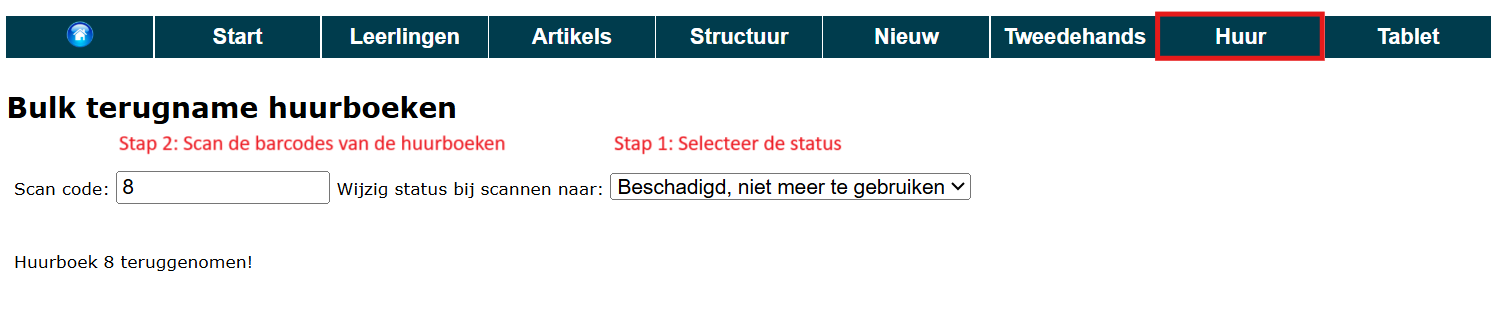 Start Leerlingen Artikels Structuur Nieuw Tweedehands Huur Tablet
Bulk terugname huurboeken
Stap 2: Scan de barcodes van de huurboeken Stap 1: Selecteer de status
Scan code: 8 Wijzig status bij scannen naar: Beschadigd, niet meer te gebruiken
Huurboek 8 teruggenomen!